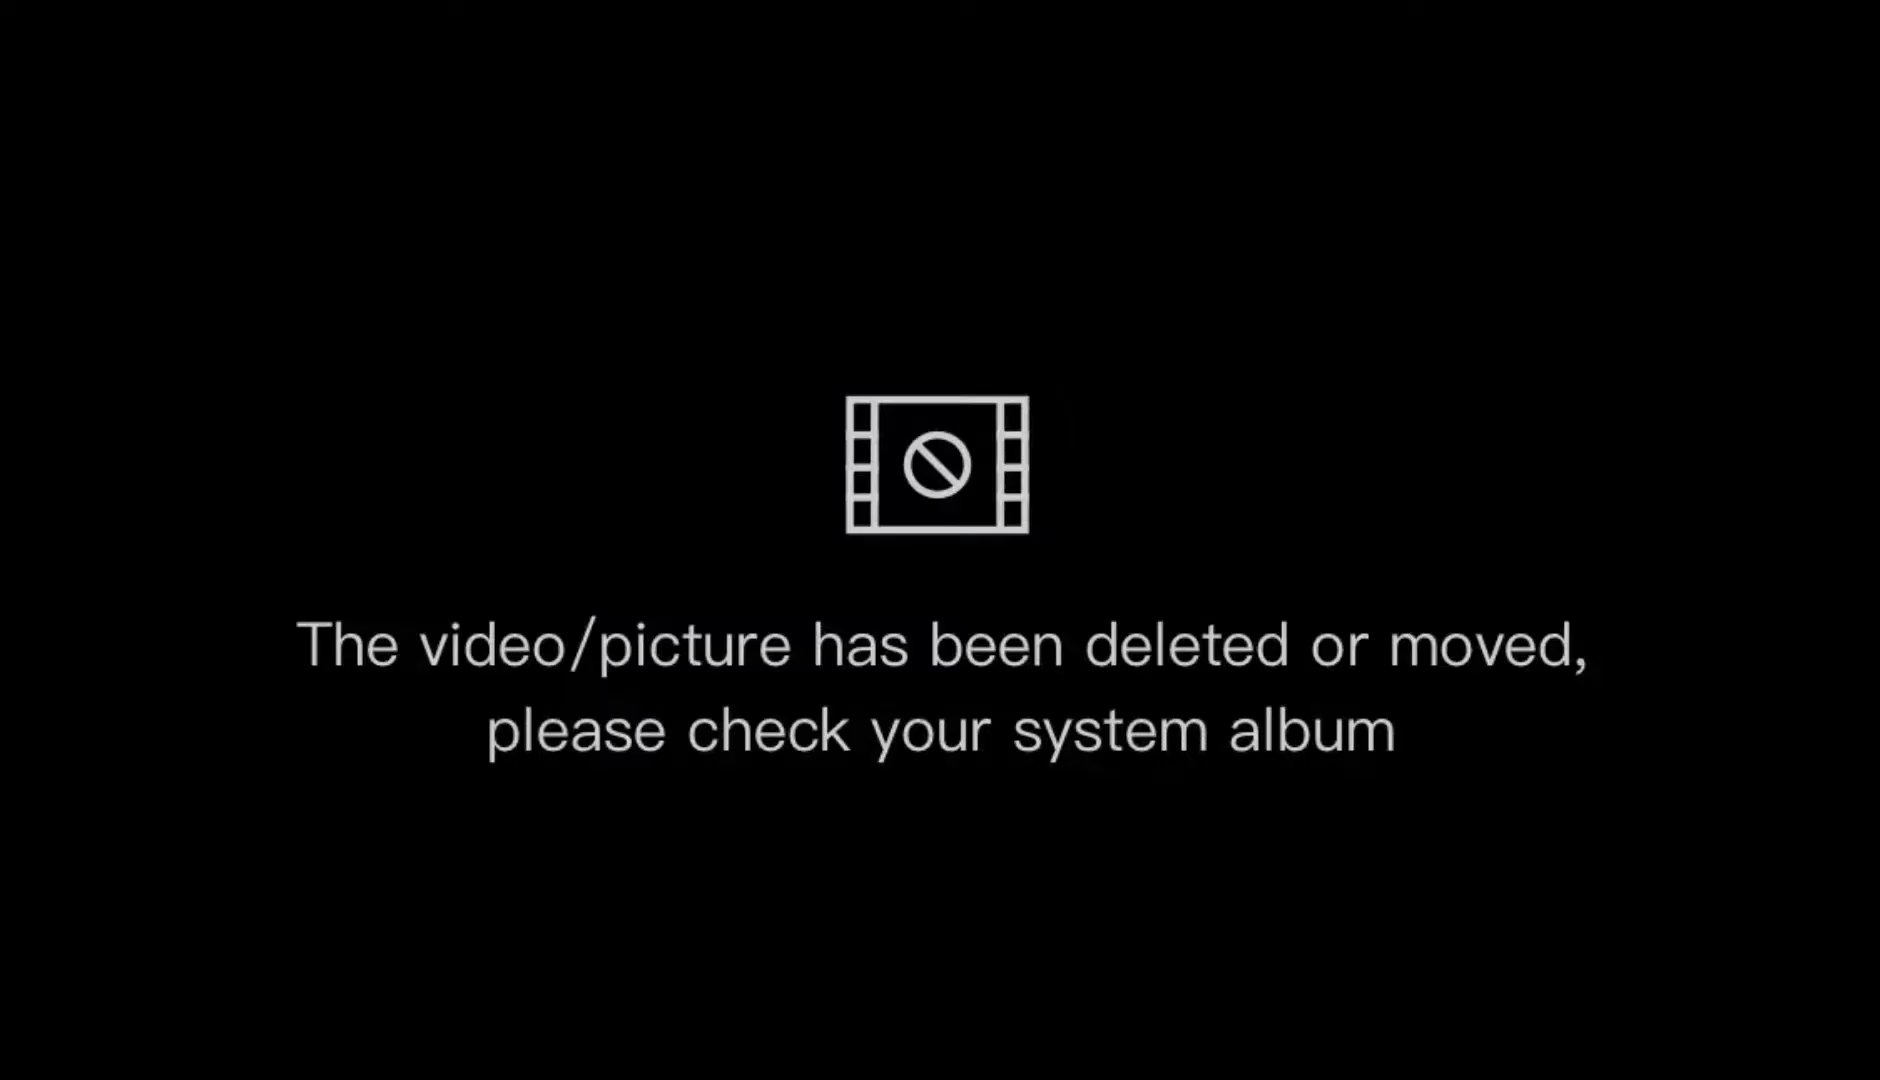 The video/picture has been deleted or moved,
please check your system album